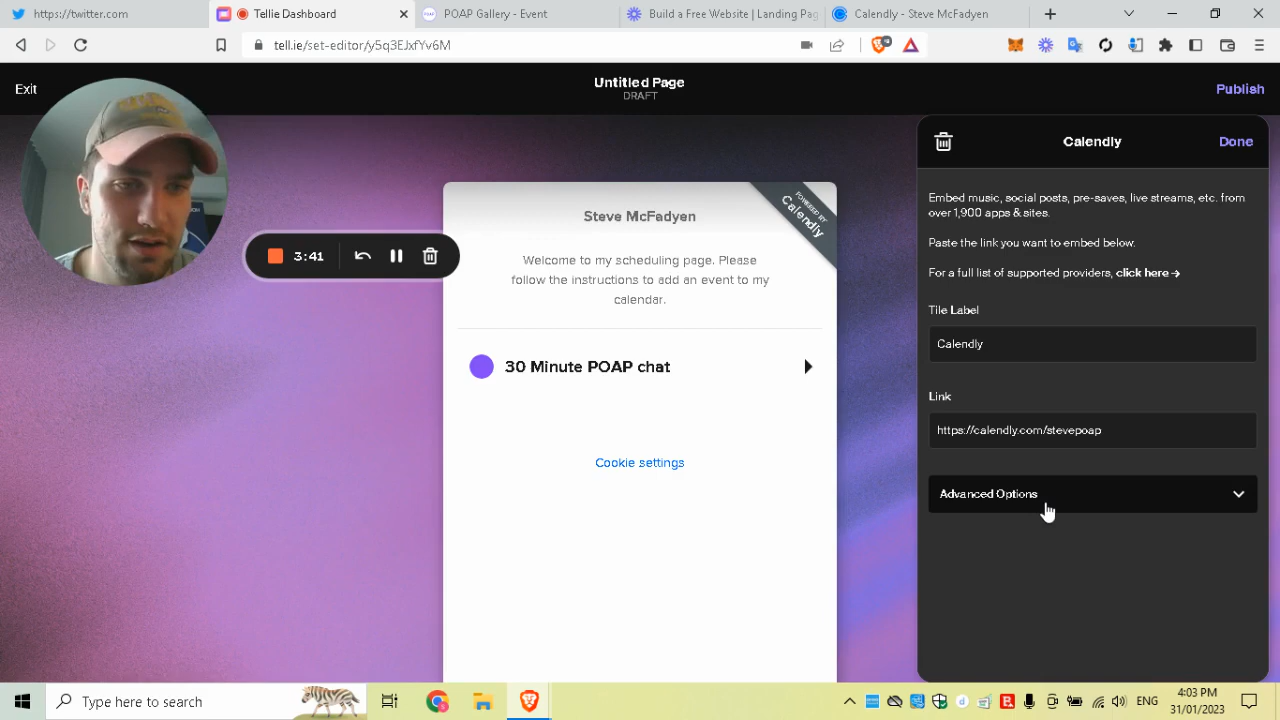 https://twitter.com
Tellie Dashboard
POAP Gallery - Event
Build a Free Website | Landing Pag
Calendly - Steve McFadyen
tell.ie/set-editor/y5q3EJxfYv6M
Exit
Untitled Page
DRAFT
Publish
3:41
Steve McFadyen
POWERED BY
Calendly
Welcome to my scheduling page. Please
follow the instructions to add an event to my
calendar.
30 Minute POAP chat
Cookie settings
Calendly
Done
Embed music, social posts, pre-saves, live streams, etc. from
over 1,900 apps & sites.
Paste the link you want to embed below.
For a full list of supported providers, click here →
Tile Label
Calendly
Link
https://calendly.com/stevepoap
Advanced Options
Type here to search
ENG
4:03 PM
31/01/2023